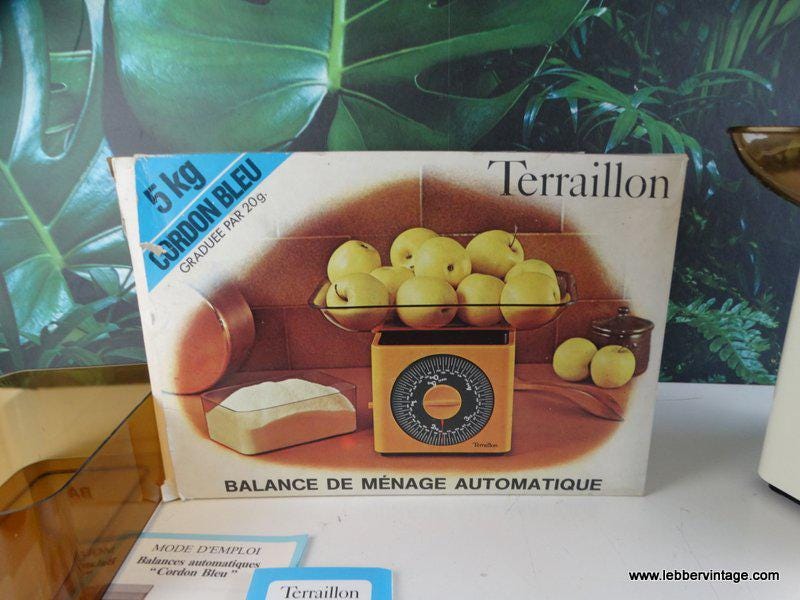 5 kg
CORDON BLEU
GRADUEE PAR 20g.
Terraillon
Terraillon
BALANCE DE MÉNAGE AUTOMATIQUE
MODE D'EMPLOI
Balances automatiques
"Cordon Bleu"
Terraillon
www.lebbervintage.com